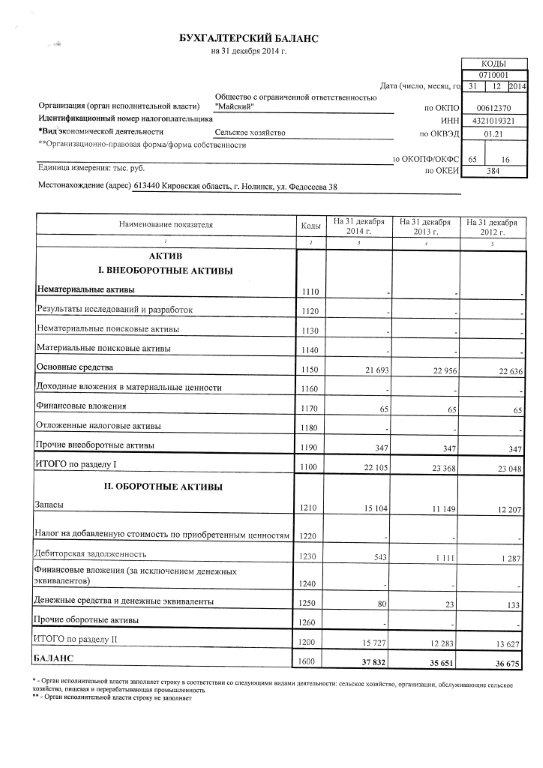 БУХГАЛТЕРСКИЙ БАЛАНС
на 31 декабря 2014 г.
КОДЫ
0710001
Дата (число, месяц, го 31 12 2014
Общество с ограниченной ответственностью
Организация (орган исполнительной власти) "Майский" по ОКПО 00612370
Идентификационный номер налогоплательщика ИНН 4321019321
*Вид экономической деятельности Сельское хозяйство по ОКВЭД 01.21
**Организационно-правовая форма/форма собственности
по ОКОПФ/ОКФС 65 16
Единица измерения: тыс. руб. по ОКЕИ 384
Местонахождение (адрес) 613440 Кировская область, г. Нолинск, ул. Федосеева 38
Наименование показателя Коды На 31 декабря 2014 г. На 31 декабря 2013 г. На 31 декабря 2012 г.
1 2 3 4 5
АКТИВ
I. ВНЕОБОРОТНЫЕ АКТИВЫ
Нематериальные активы 1110 - - -
Результаты исследований и разработок 1120 - - -
Нематериальные поисковые активы 1130 - - -
Материальные поисковые активы 1140 - - -
Основные средства 1150 21 693 22 956 22 636
Доходные вложения в материальные ценности 1160 - - -
Финансовые вложения 1170 65 65 65
Отложенные налоговые активы 1180 - - -
Прочие внеоборотные активы 1190 347 347 347
ИТОГО по разделу I 1100 22 105 23 368 23 048
II. ОБОРОТНЫЕ АКТИВЫ
Запасы 1210 15 104 11 149 12 207
Налог на добавленную стоимость по приобретенным ценностям 1220 - - -
Дебиторская задолженность 1230 543 1 111 1 287
Финансовые вложения (за исключением денежных
эквивалентов) 1240 - - -
Денежные средства и денежные эквиваленты 1250 80 23 133
Прочие оборотные активы 1260 - - -
ИТОГО по разделу II 1200 15 727 12 283 13 627
БАЛАНС 1600 37 832 35 651 36 675
* - Орган исполнительной власти заполняет строку в соответствии со следующими видами деятельности: сельское хозяйство, организации, обслуживающие сельское
хозяйство, пищевая и перерабатывающая промышленность
** - Орган исполнительной власти строку не заполняет